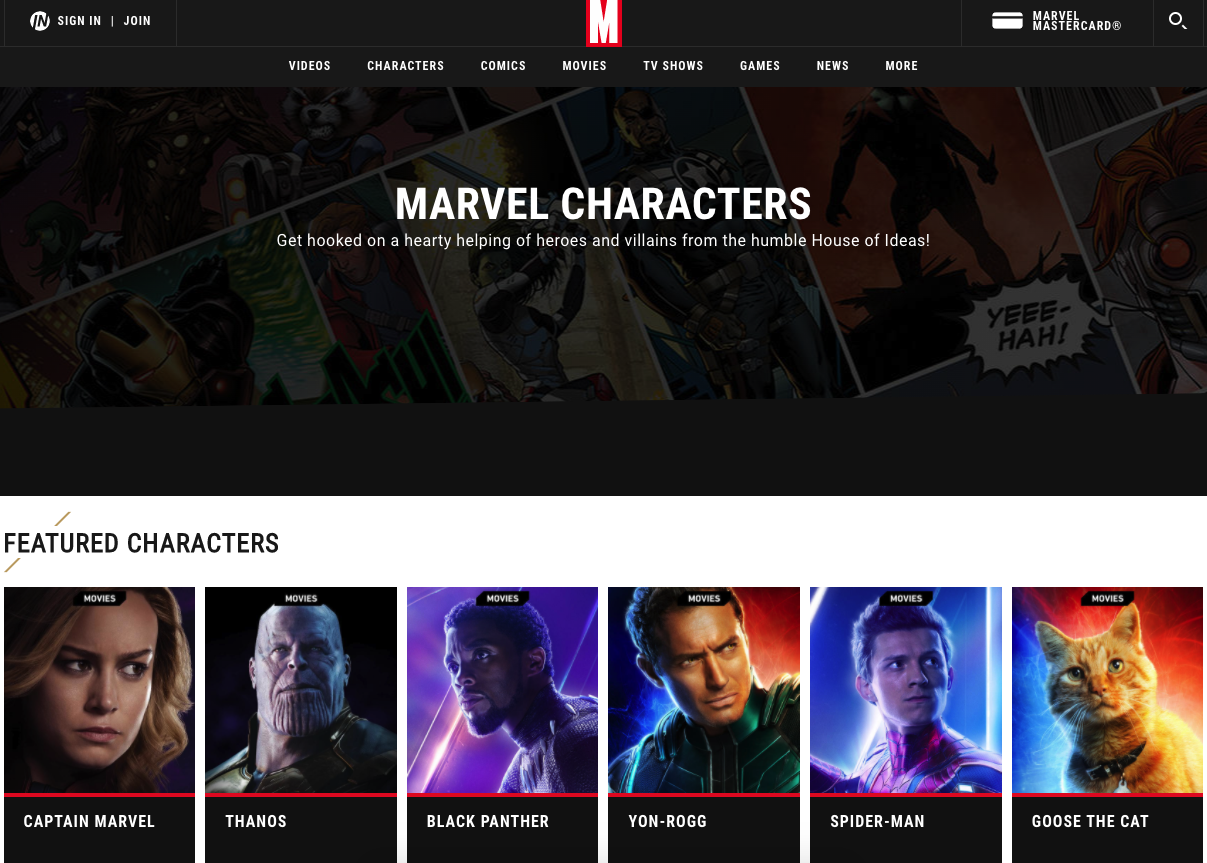 SIGN IN | JOIN
M
MARVEL
MASTERCARD®
VIDEOS CHARACTERS COMICS MOVIES TV SHOWS GAMES NEWS MORE
MARVEL CHARACTERS
Get hooked on a hearty helping of heroes and villains from the humble House of Ideas!
YEEE-
HAH!
FEATURED CHARACTERS
MOVIES MOVIES MOVIES MOVIES MOVIES MOVIES
CAPTAIN MARVEL THANOS BLACK PANTHER YON-ROGG SPIDER-MAN GOOSE THE CAT